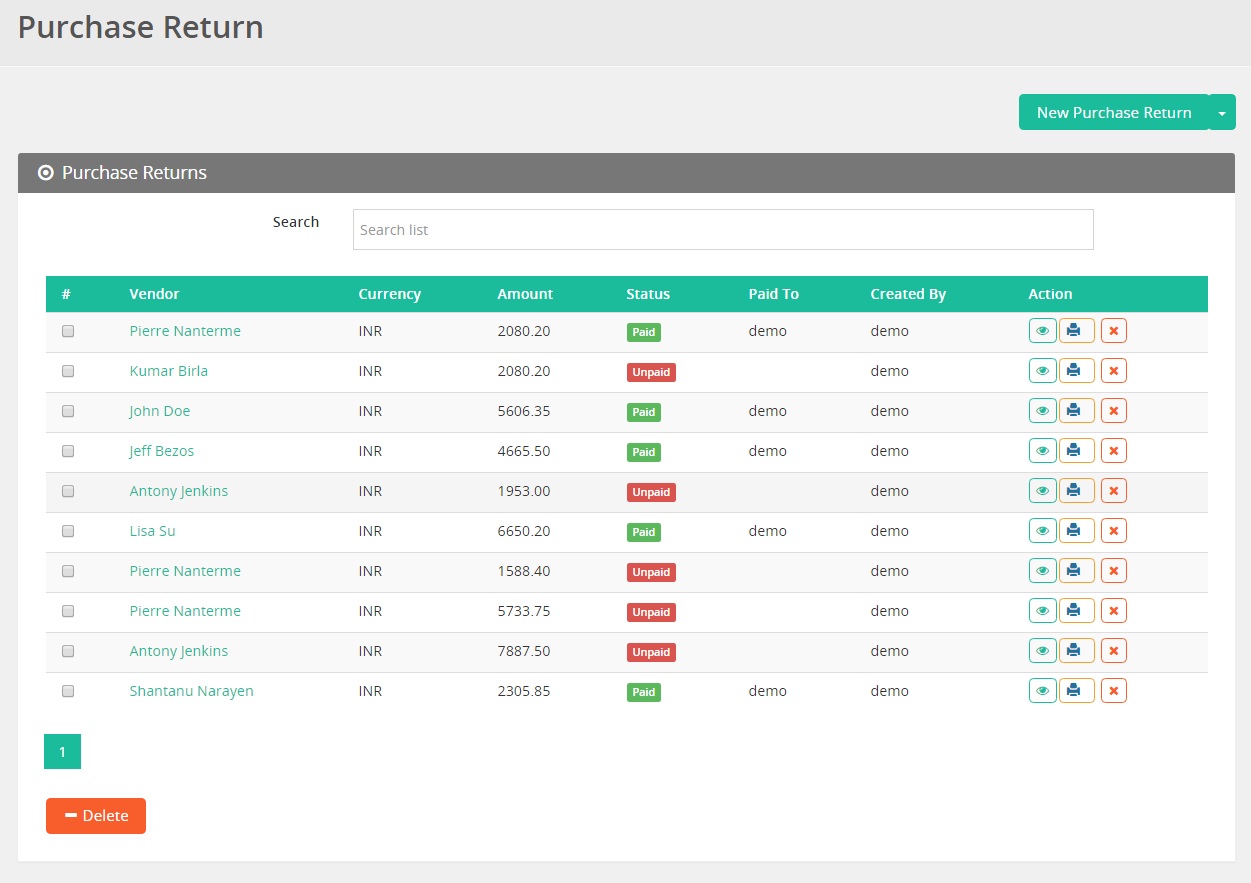 Purchase Return
New Purchase Return
Purchase Returns
Search Search list
# Vendor Currency Amount Status Paid To Created By Action
Pierre Nanterme INR 2080.20 Paid demo demo
Kumar Birla INR 2080.20 Unpaid demo
John Doe INR 5606.35 Paid demo demo
Jeff Bezos INR 4665.50 Paid demo demo
Antony Jenkins INR 1953.00 Unpaid demo
Lisa Su INR 6650.20 Paid demo demo
Pierre Nanterme INR 1588.40 Unpaid demo
Pierre Nanterme INR 5733.75 Unpaid demo
Antony Jenkins INR 7887.50 Unpaid demo
Shantanu Narayen INR 2305.85 Paid demo demo
1
Delete